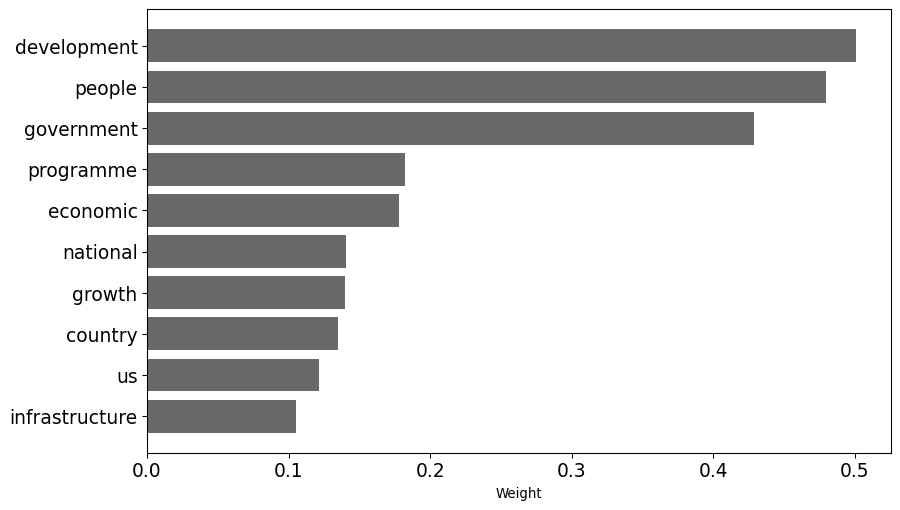 development
people
government
programme
economic
national
growth
country
us
infrastructure
0.0 0.1 0.2 0.3 0.4 0.5
Weight